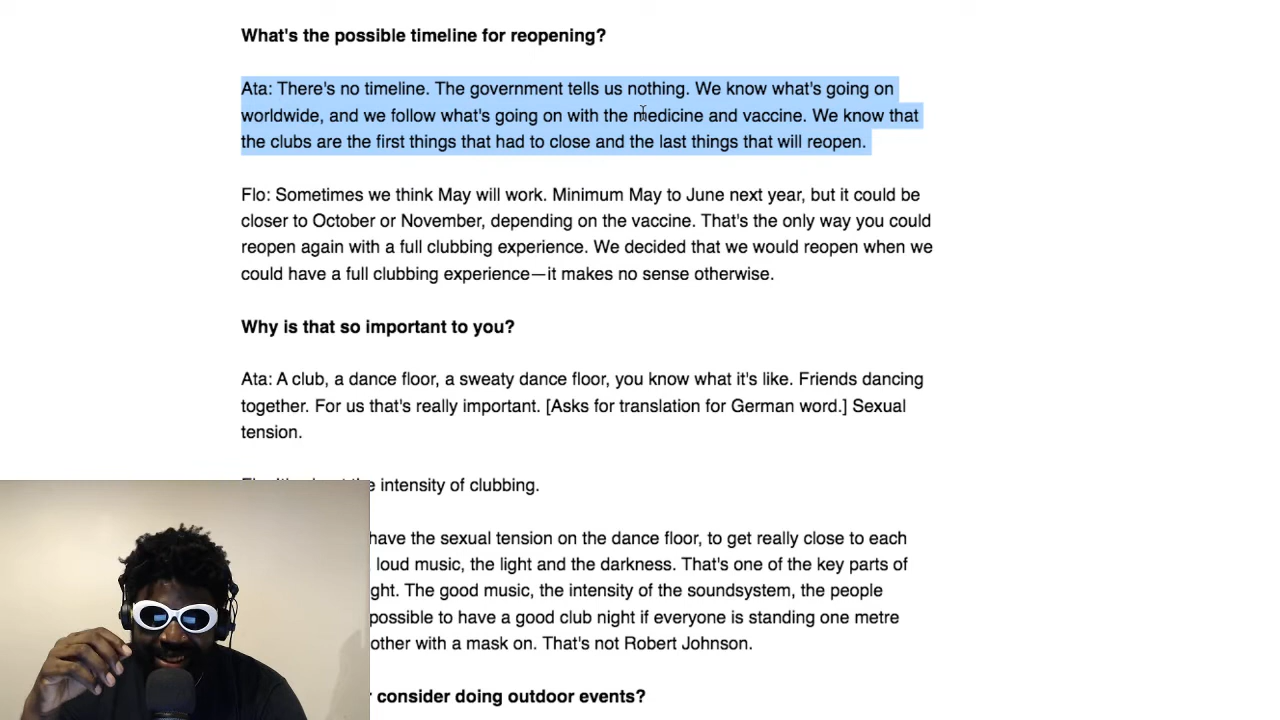 What's the possible timeline for reopening?
Ata: There's no timeline. The government tells us nothing. We know what's going on
worldwide, and we follow what's going on with the medicine and vaccine. We know that
the clubs are the first things that had to close and the last things that will reopen.
Flo: Sometimes we think May will work. Minimum May to June next year, but it could be
closer to October or November, depending on the vaccine. That's the only way you could
reopen again with a full clubbing experience. We decided that we would reopen when we
could have a full clubbing experience—it makes no sense otherwise.
Why is that so important to you?
Ata: A club, a dance floor, a sweaty dance floor, you know what it's like. Friends dancing
together. For us that's really important. [Asks for translation for German word.] Sexual
tension.
intensity of clubbing.
have the sexual tension on the dance floor, to get really close to each
loud music, the light and the darkness. That's one of the key parts of
The good music, the intensity of the soundsystem, the people
possible to have a good club night if everyone is standing one metre
other with a mask on. That's not Robert Johnson.
consider doing outdoor events?